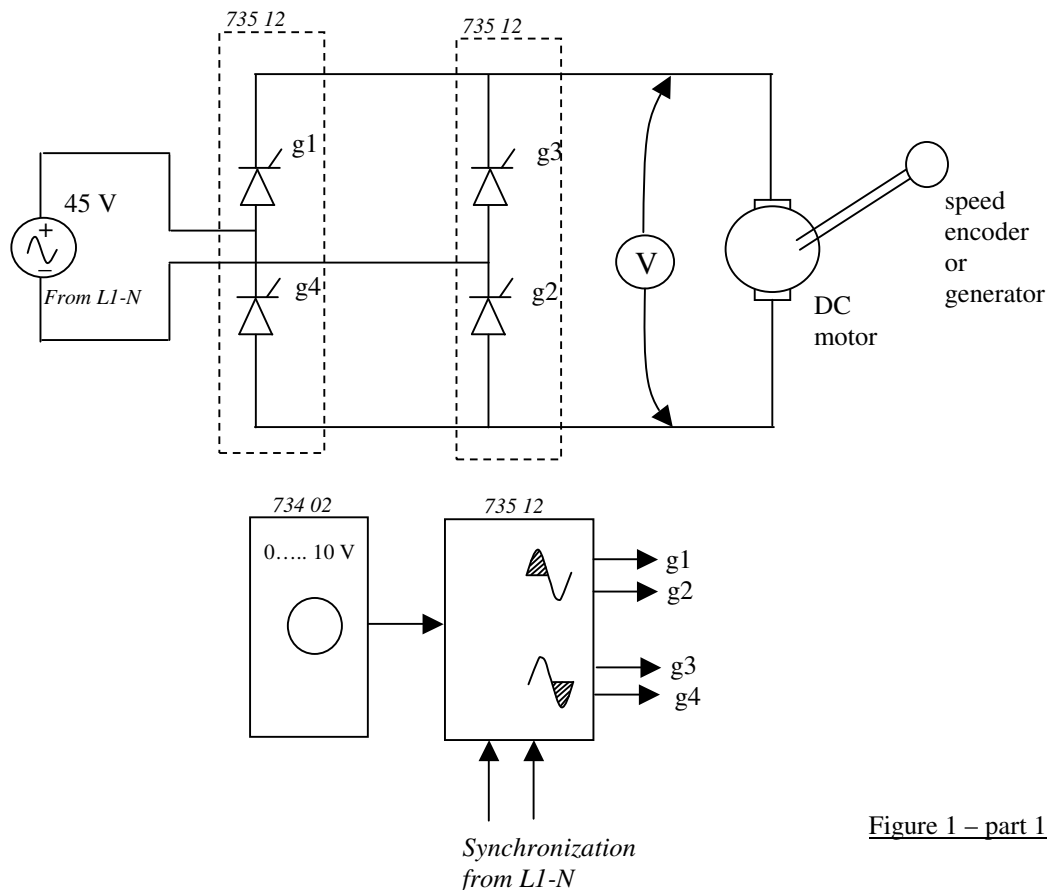 735 12
735 12
g1
g3
45 V
+
–
From L1-N
g4
g2
V
DC
motor
speed
encoder
or
generator
734 02
735 12
0….. 10 V
g1
g2
g3
g4
Synchronization
from L1-N
Figure 1 – part 1